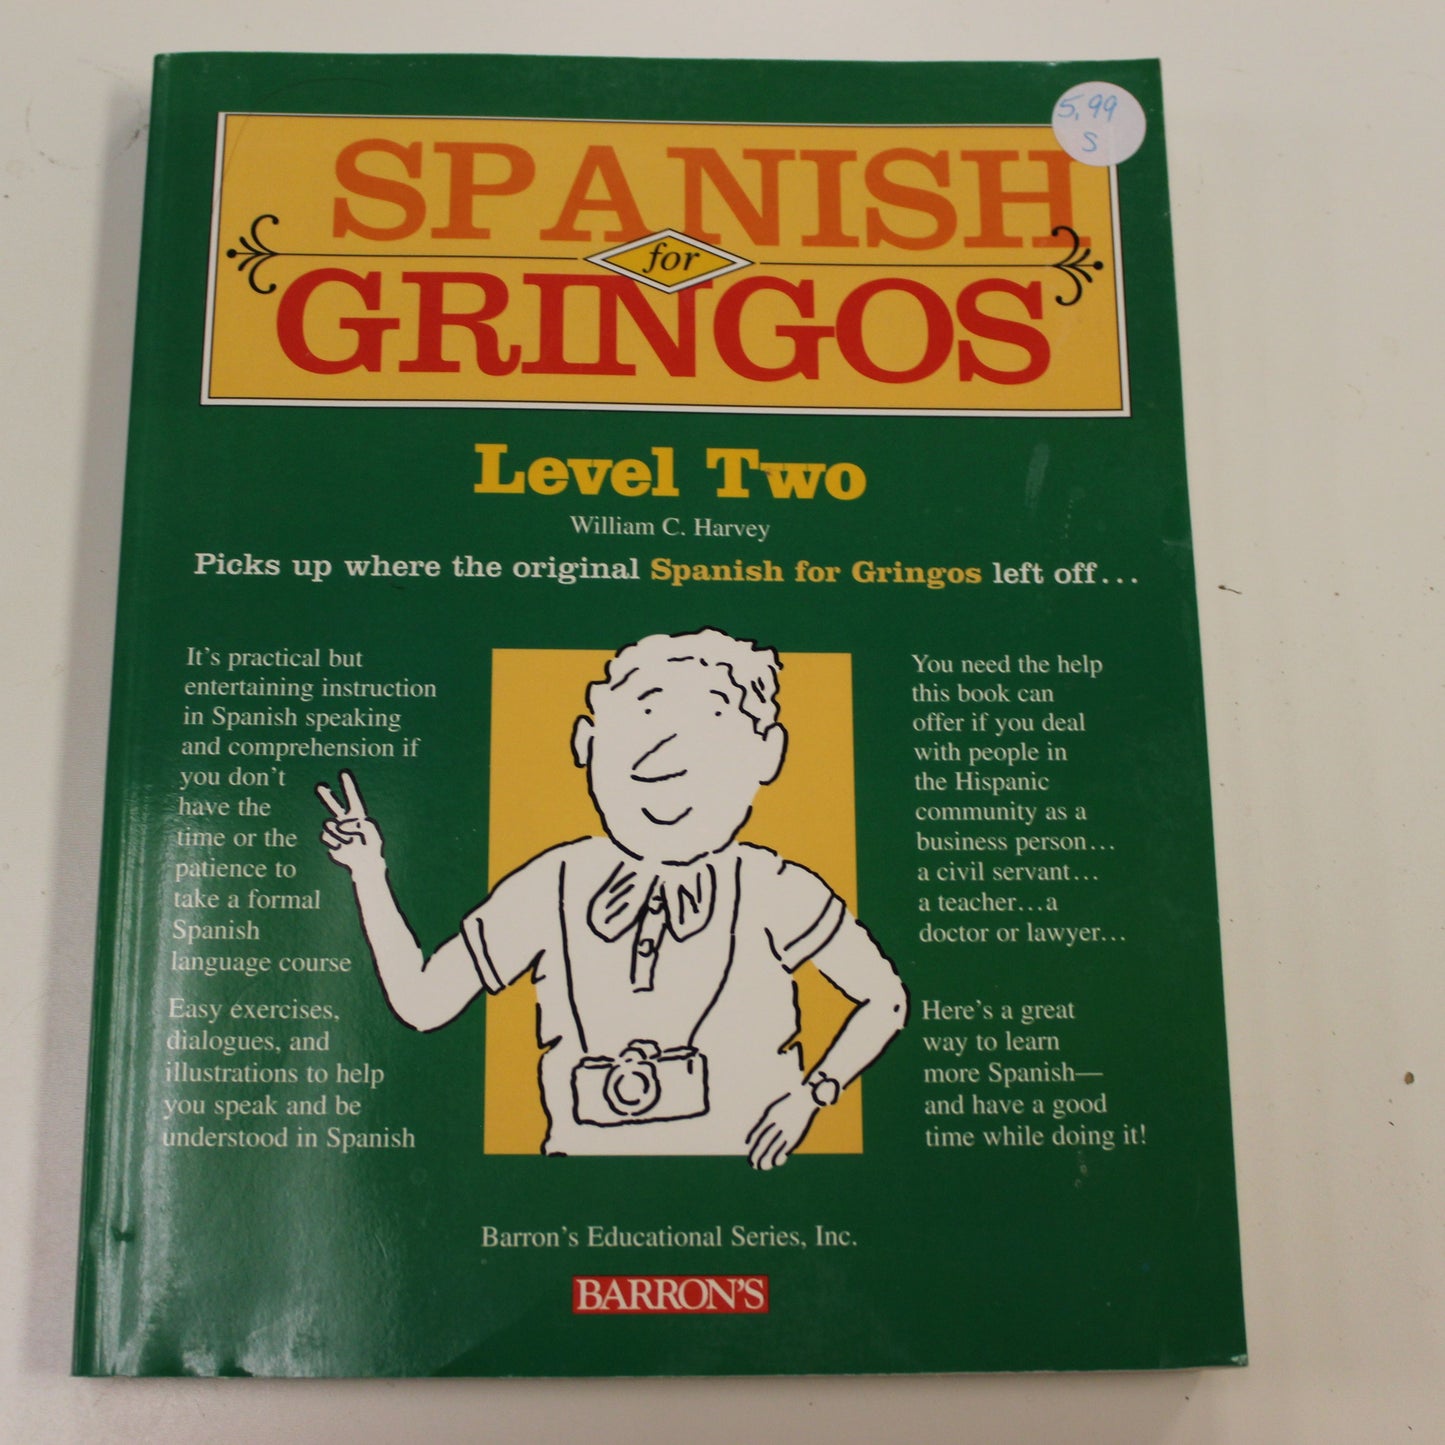 5.99
S
SPANISH
for
GRINGOS
Level Two
William C. Harvey
Picks up where the original Spanish for Gringos left off...
It's practical but
entertaining instruction
in Spanish speaking
and comprehension if
you don't
have the
time or the
patience to
take a formal
Spanish
language course
Easy exercises,
dialogues, and
illustrations to help
you speak and be
understood in Spanish
You need the help
this book can
offer if you deal
with people in
the Hispanic
community as a
business person...
a civil servant...
a teacher...a
doctor or lawyer...
Here's a great
way to learn
more Spanish—
and have a good
time while doing it!
Barron's Educational Series, Inc.
BARRON'S